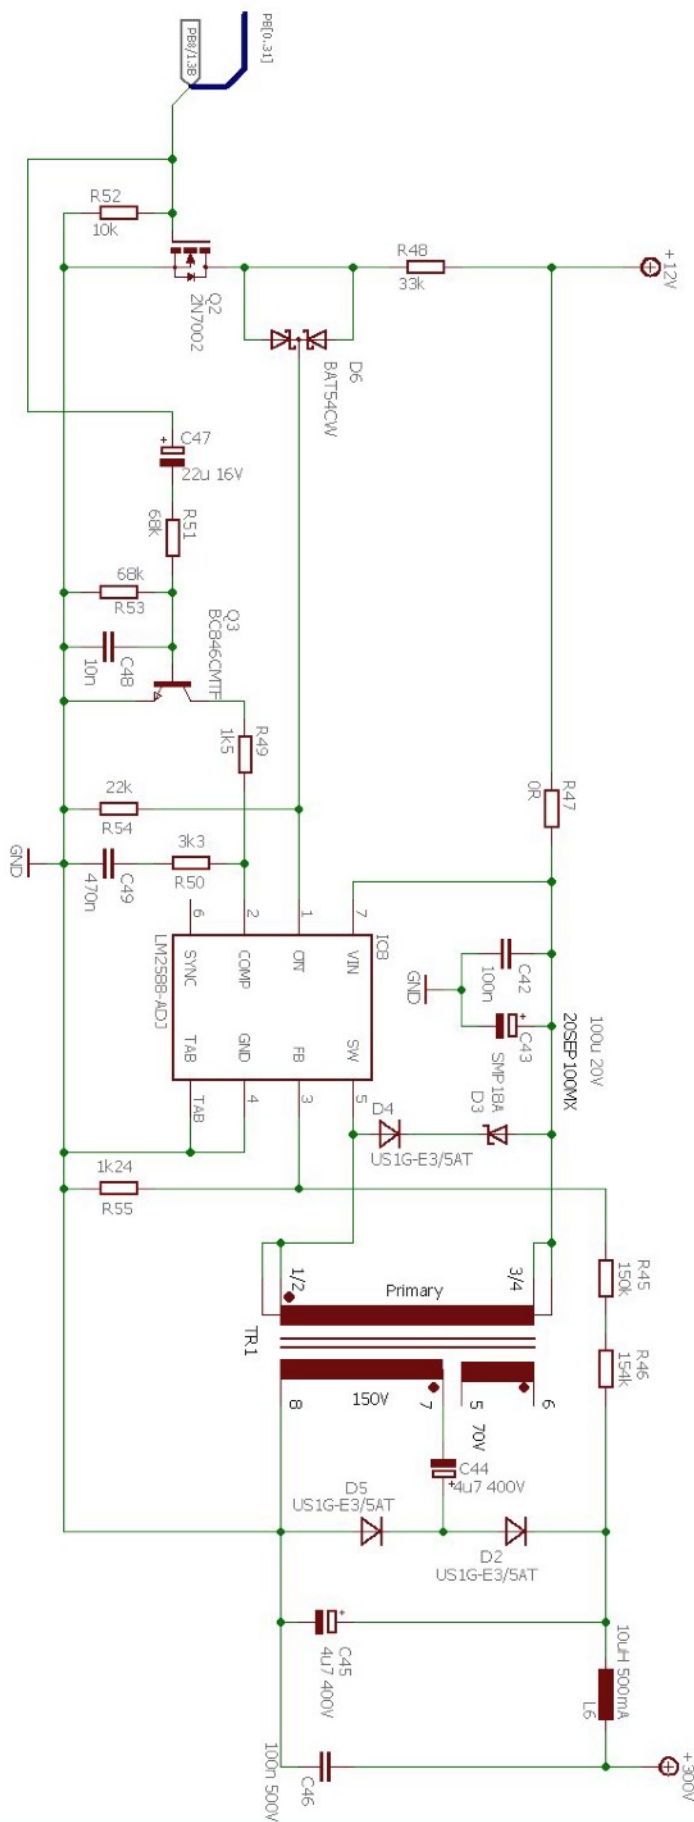 PB[0..31]
PB8/1.3B
R52
10k
Q2
2N7002
R48
33k
+12V
D6
BAT54CW
C47
22u 16V
R51
68k
68k
R53
C48
10n
Q3
BC846CMTF
R49
1k5
R47
0R
22k
R54
3k3
R50
C49
470n
GND
6
2
1
7
IC8
LM2588-ADJ
SYNC
COMP
ON
VIN
TAB
GND
FB
SW
TAB
4
3
5
GND
C42
100n
C43
100u 20V
20SEP100MX
SMP18A
D3
D4
US1G-E3/5AT
1k24
R55
1/2
3/4
Primary
TR1
R45
150k
R46
154k
150V
8
7
5
6
70V
C44
4u7 400V
D5
US1G-E3/5AT
D2
US1G-E3/5AT
C45
4u7 400V
10uH 500mA
L6
C46
100n 500V
+300V